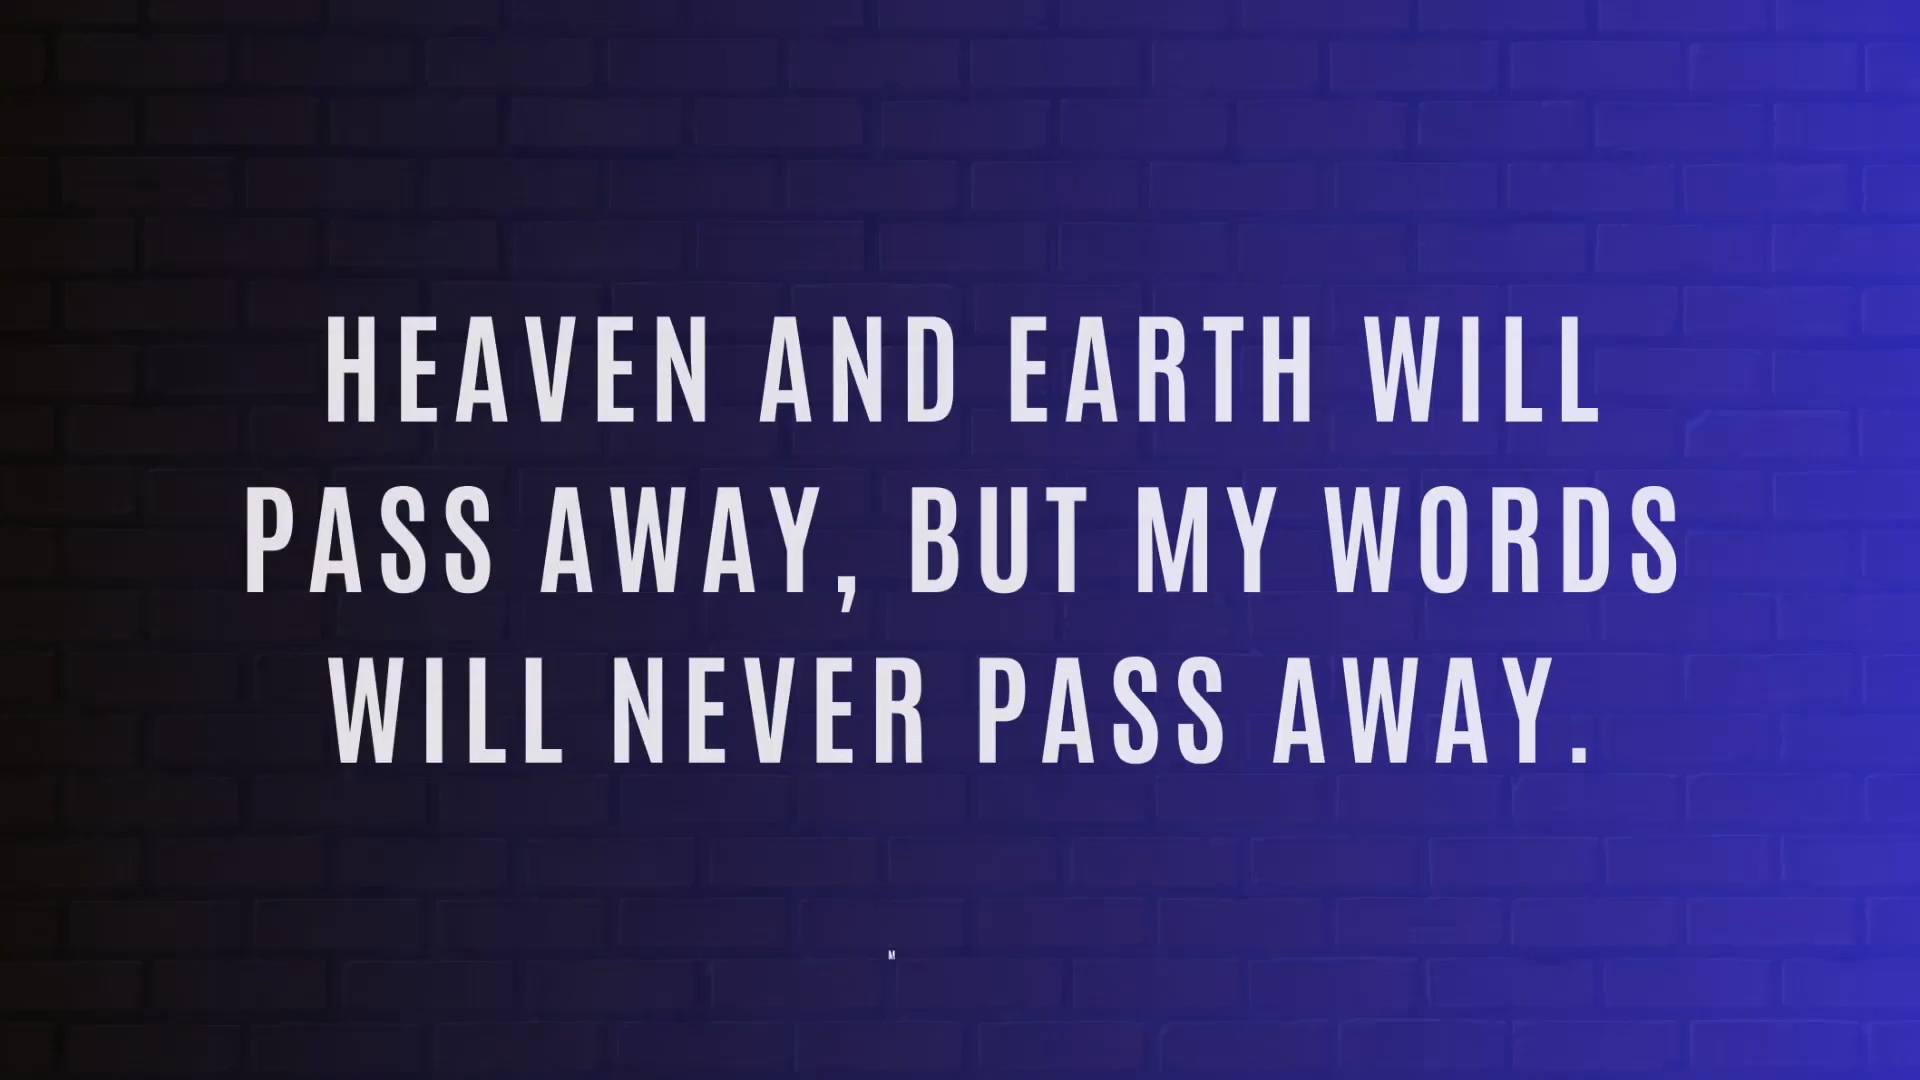 HEAVEN AND EARTH WILL
PASS AWAY, BUT MY WORDS
WILL NEVER PASS AWAY.
M